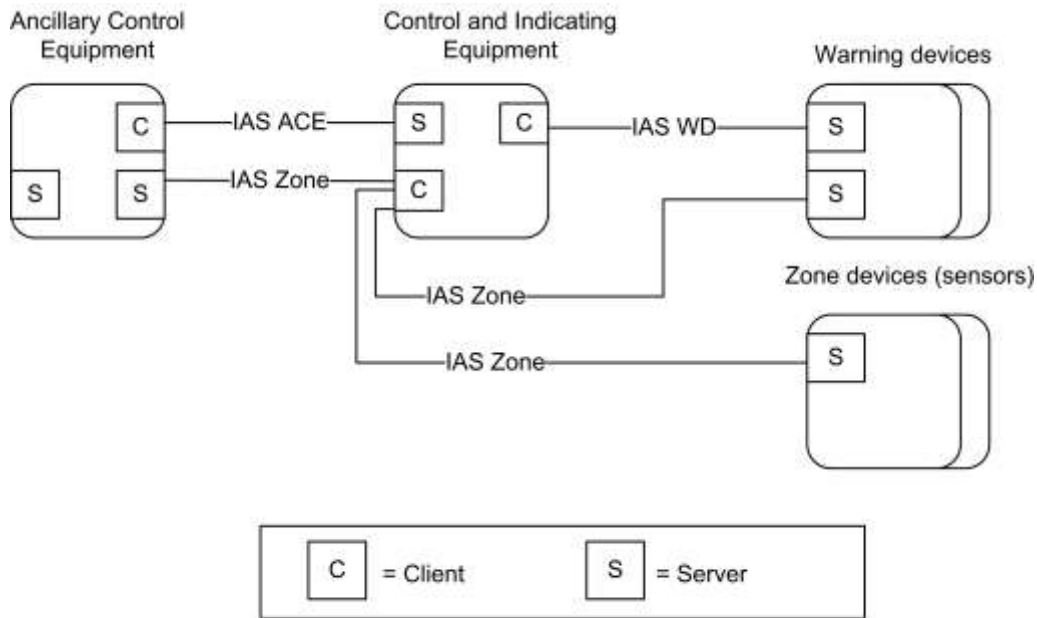 Ancillary Control
Equipment
Control and Indicating
Equipment
Warning devices
C
IAS ACE
S
C
IAS WD
S
S
S
IAS Zone
C
S
Zone devices (sensors)
IAS Zone
IAS Zone
S
C
= Client
S
= Server